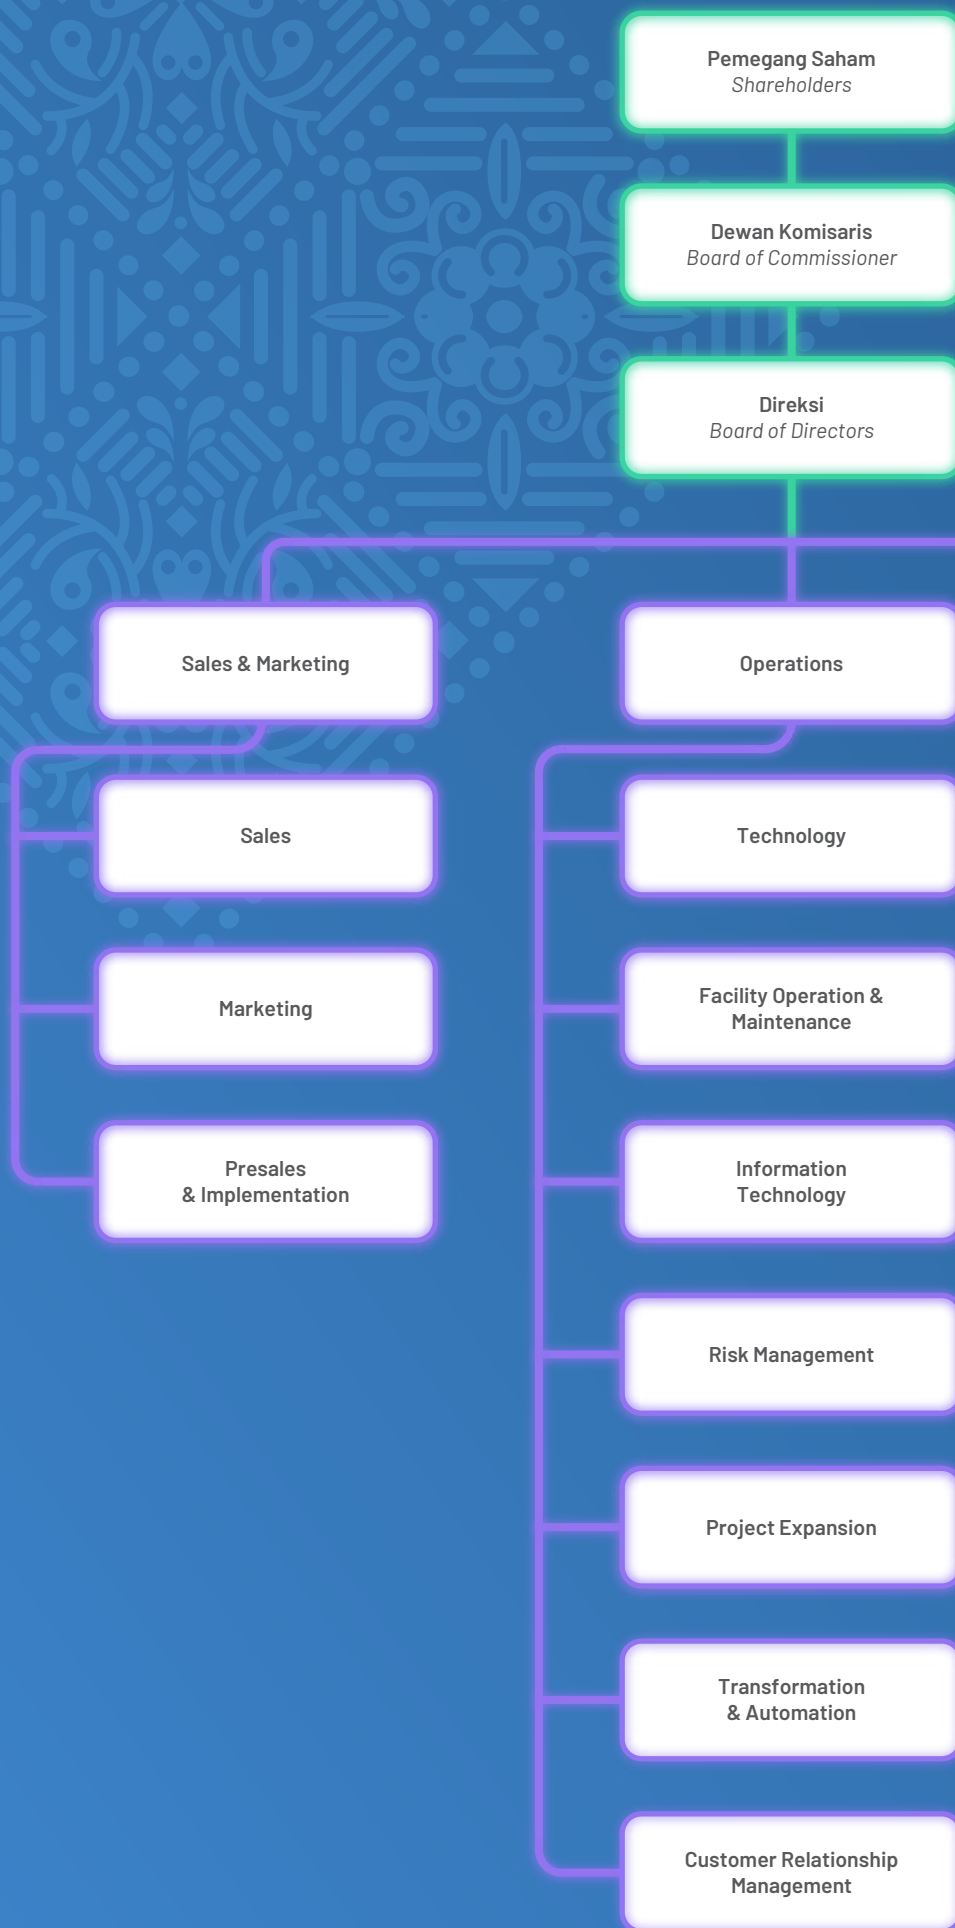 Pemegang Saham
Shareholders
Dewan Komisaris
Board of Commissioner
Direksi
Board of Directors
Sales & Marketing
Sales
Marketing
Presales
& Implementation
Operations
Technology
Facility Operation &
Maintenance
Information
Technology
Risk Management
Project Expansion
Transformation
& Automation
Customer Relationship
Management